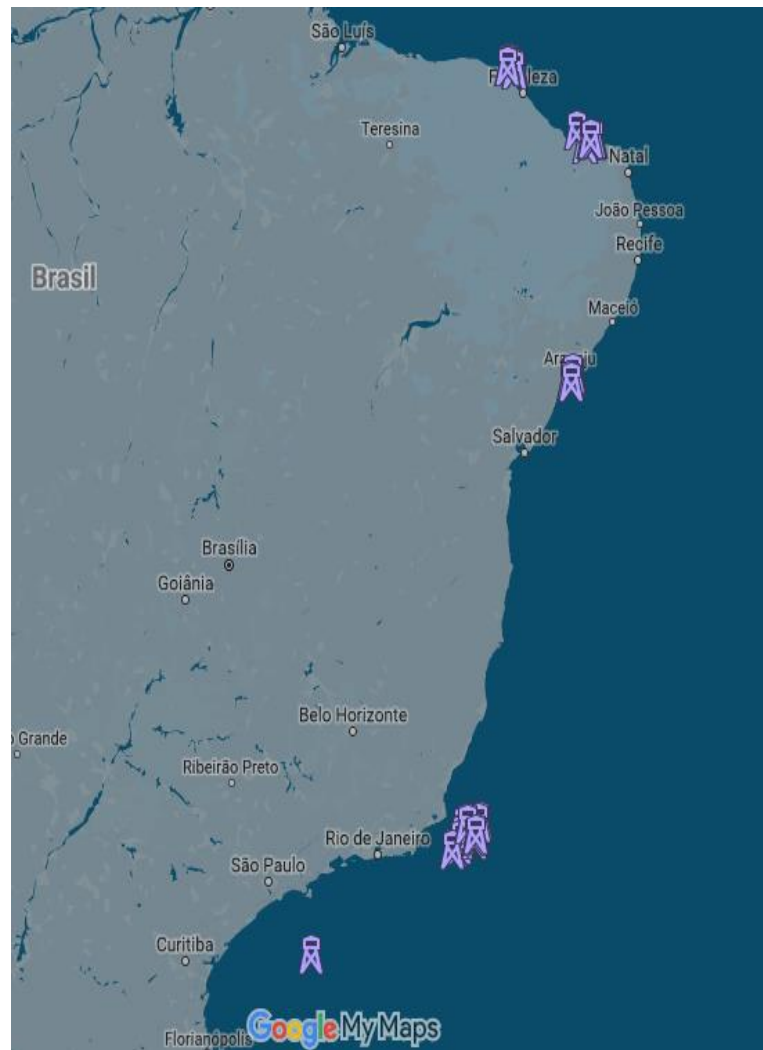 São Luís
Teresina
Natal
João Pessoa
Recife
Brasil
Maceió
Salvador
Brasília
Goiânia
Belo Horizonte
Grande
Ribeirão Preto
Rio de Janeiro
São Paulo
Curitiba
Florianópolis
Google My Maps